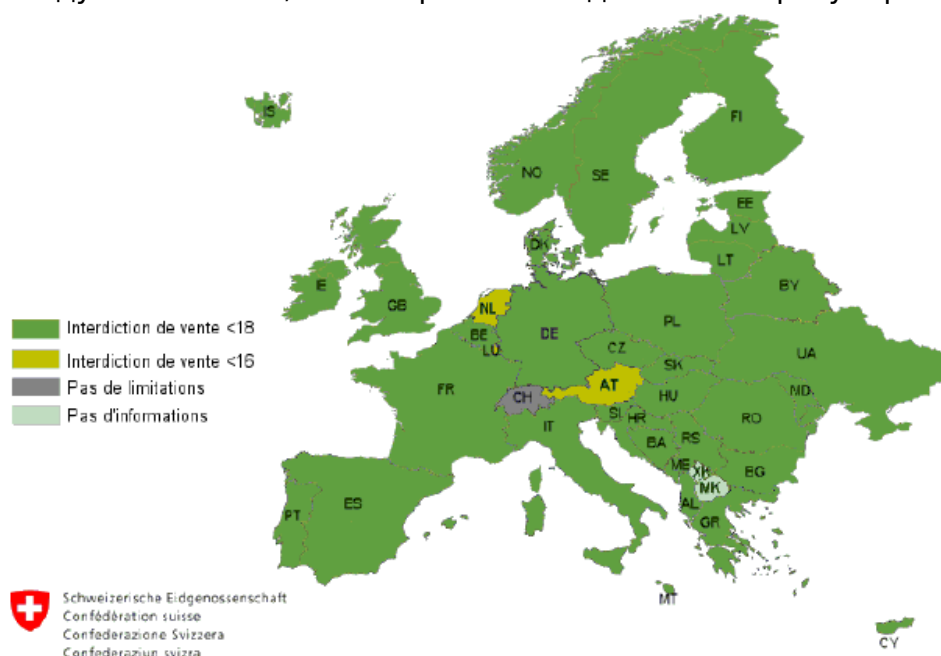 IS
FI
NO
SE
EE
LV
DK
LT
IE
BY
GB
NL
PL
BE
DE
Interdiction de vente <18
LU
CZ
UA
Interdiction de vente <16
SK
FR
AT
Pas de limitations
CH
HU
ND
Pas d'informations
SI
HR
RO
IT
BA
RS
ME
XK
BG
MK
PT
ES
AL
GR
MT
Schweizerische Eidgenossenschaft
Confédération suisse
Confederazione Svizzera
Confederaziun svizra
CY